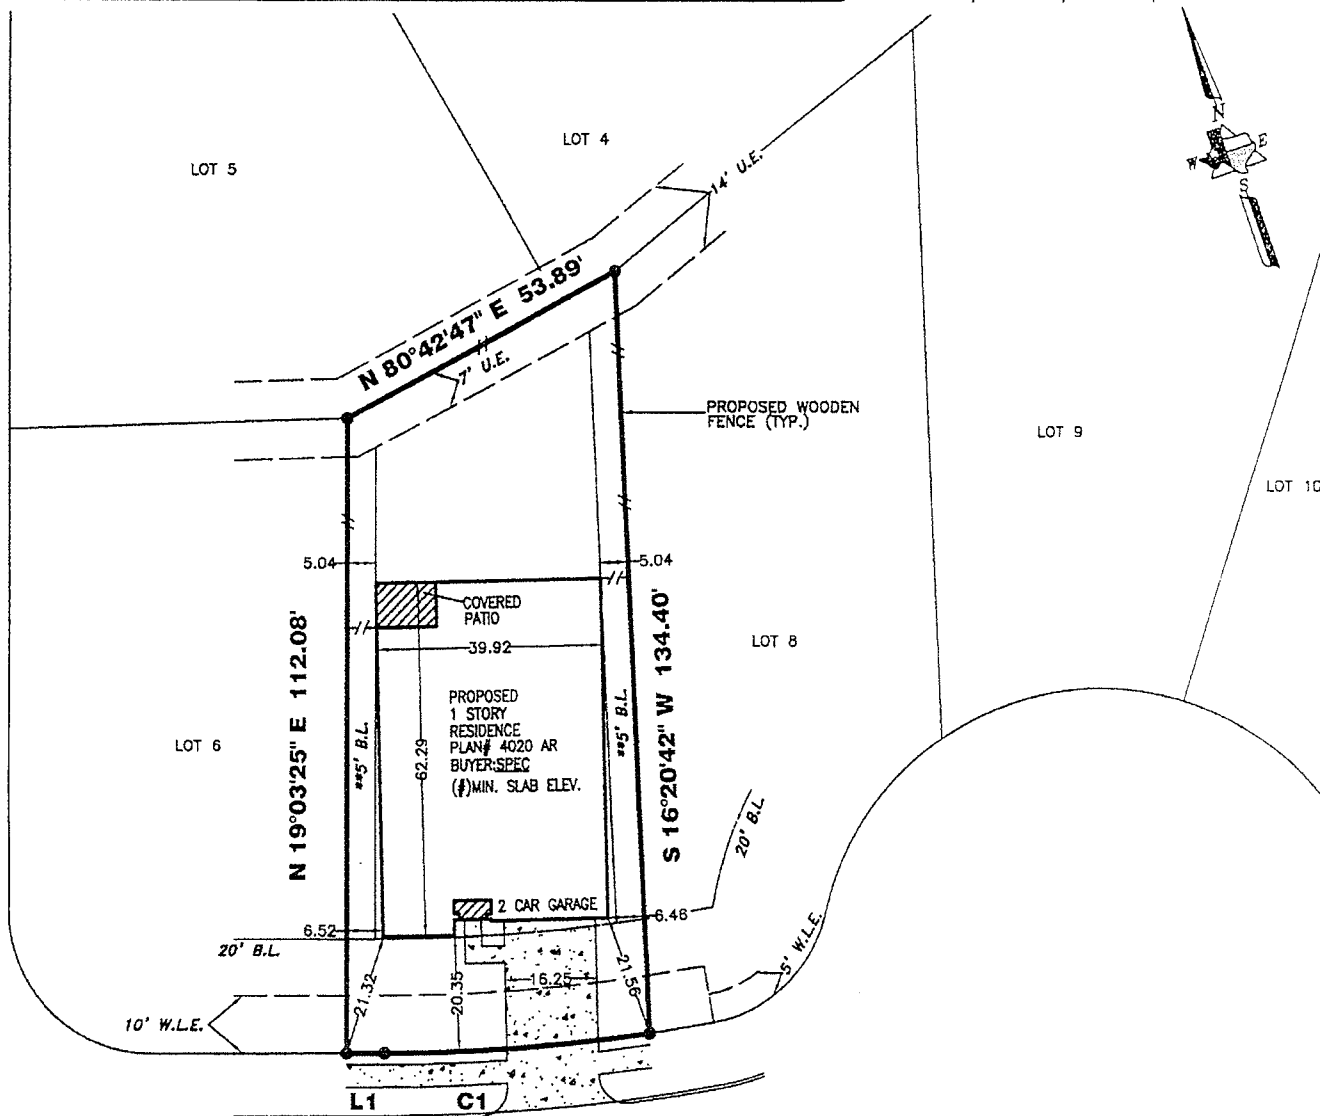 LOT 4
LOT 5
14' U.E.
N
E
W
S
N 80°42'47" E 53.89'
7' U.E.
PROPOSED WOODEN
FENCE (TYP.)
LOT 9
LOT 10
5.04
5.04
COVERED
PATIO
39.92
N 19°03'25" E 112.08'
S 16°20'42" W 134.40'
LOT 8
PROPOSED
1 STORY
RESIDENCE
PLAN# 4020 AR
BUYER:SPEC
(#)MIN. SLAB ELEV.
**5' B.L.
**5' B.L.
62.29
LOT 6
20' B.L.
2 CAR GARAGE
6.46
6.52
20' B.L.
5' W.L.E.
21.32
20.35
16.25
21.56
10' W.L.E.
L1
C1